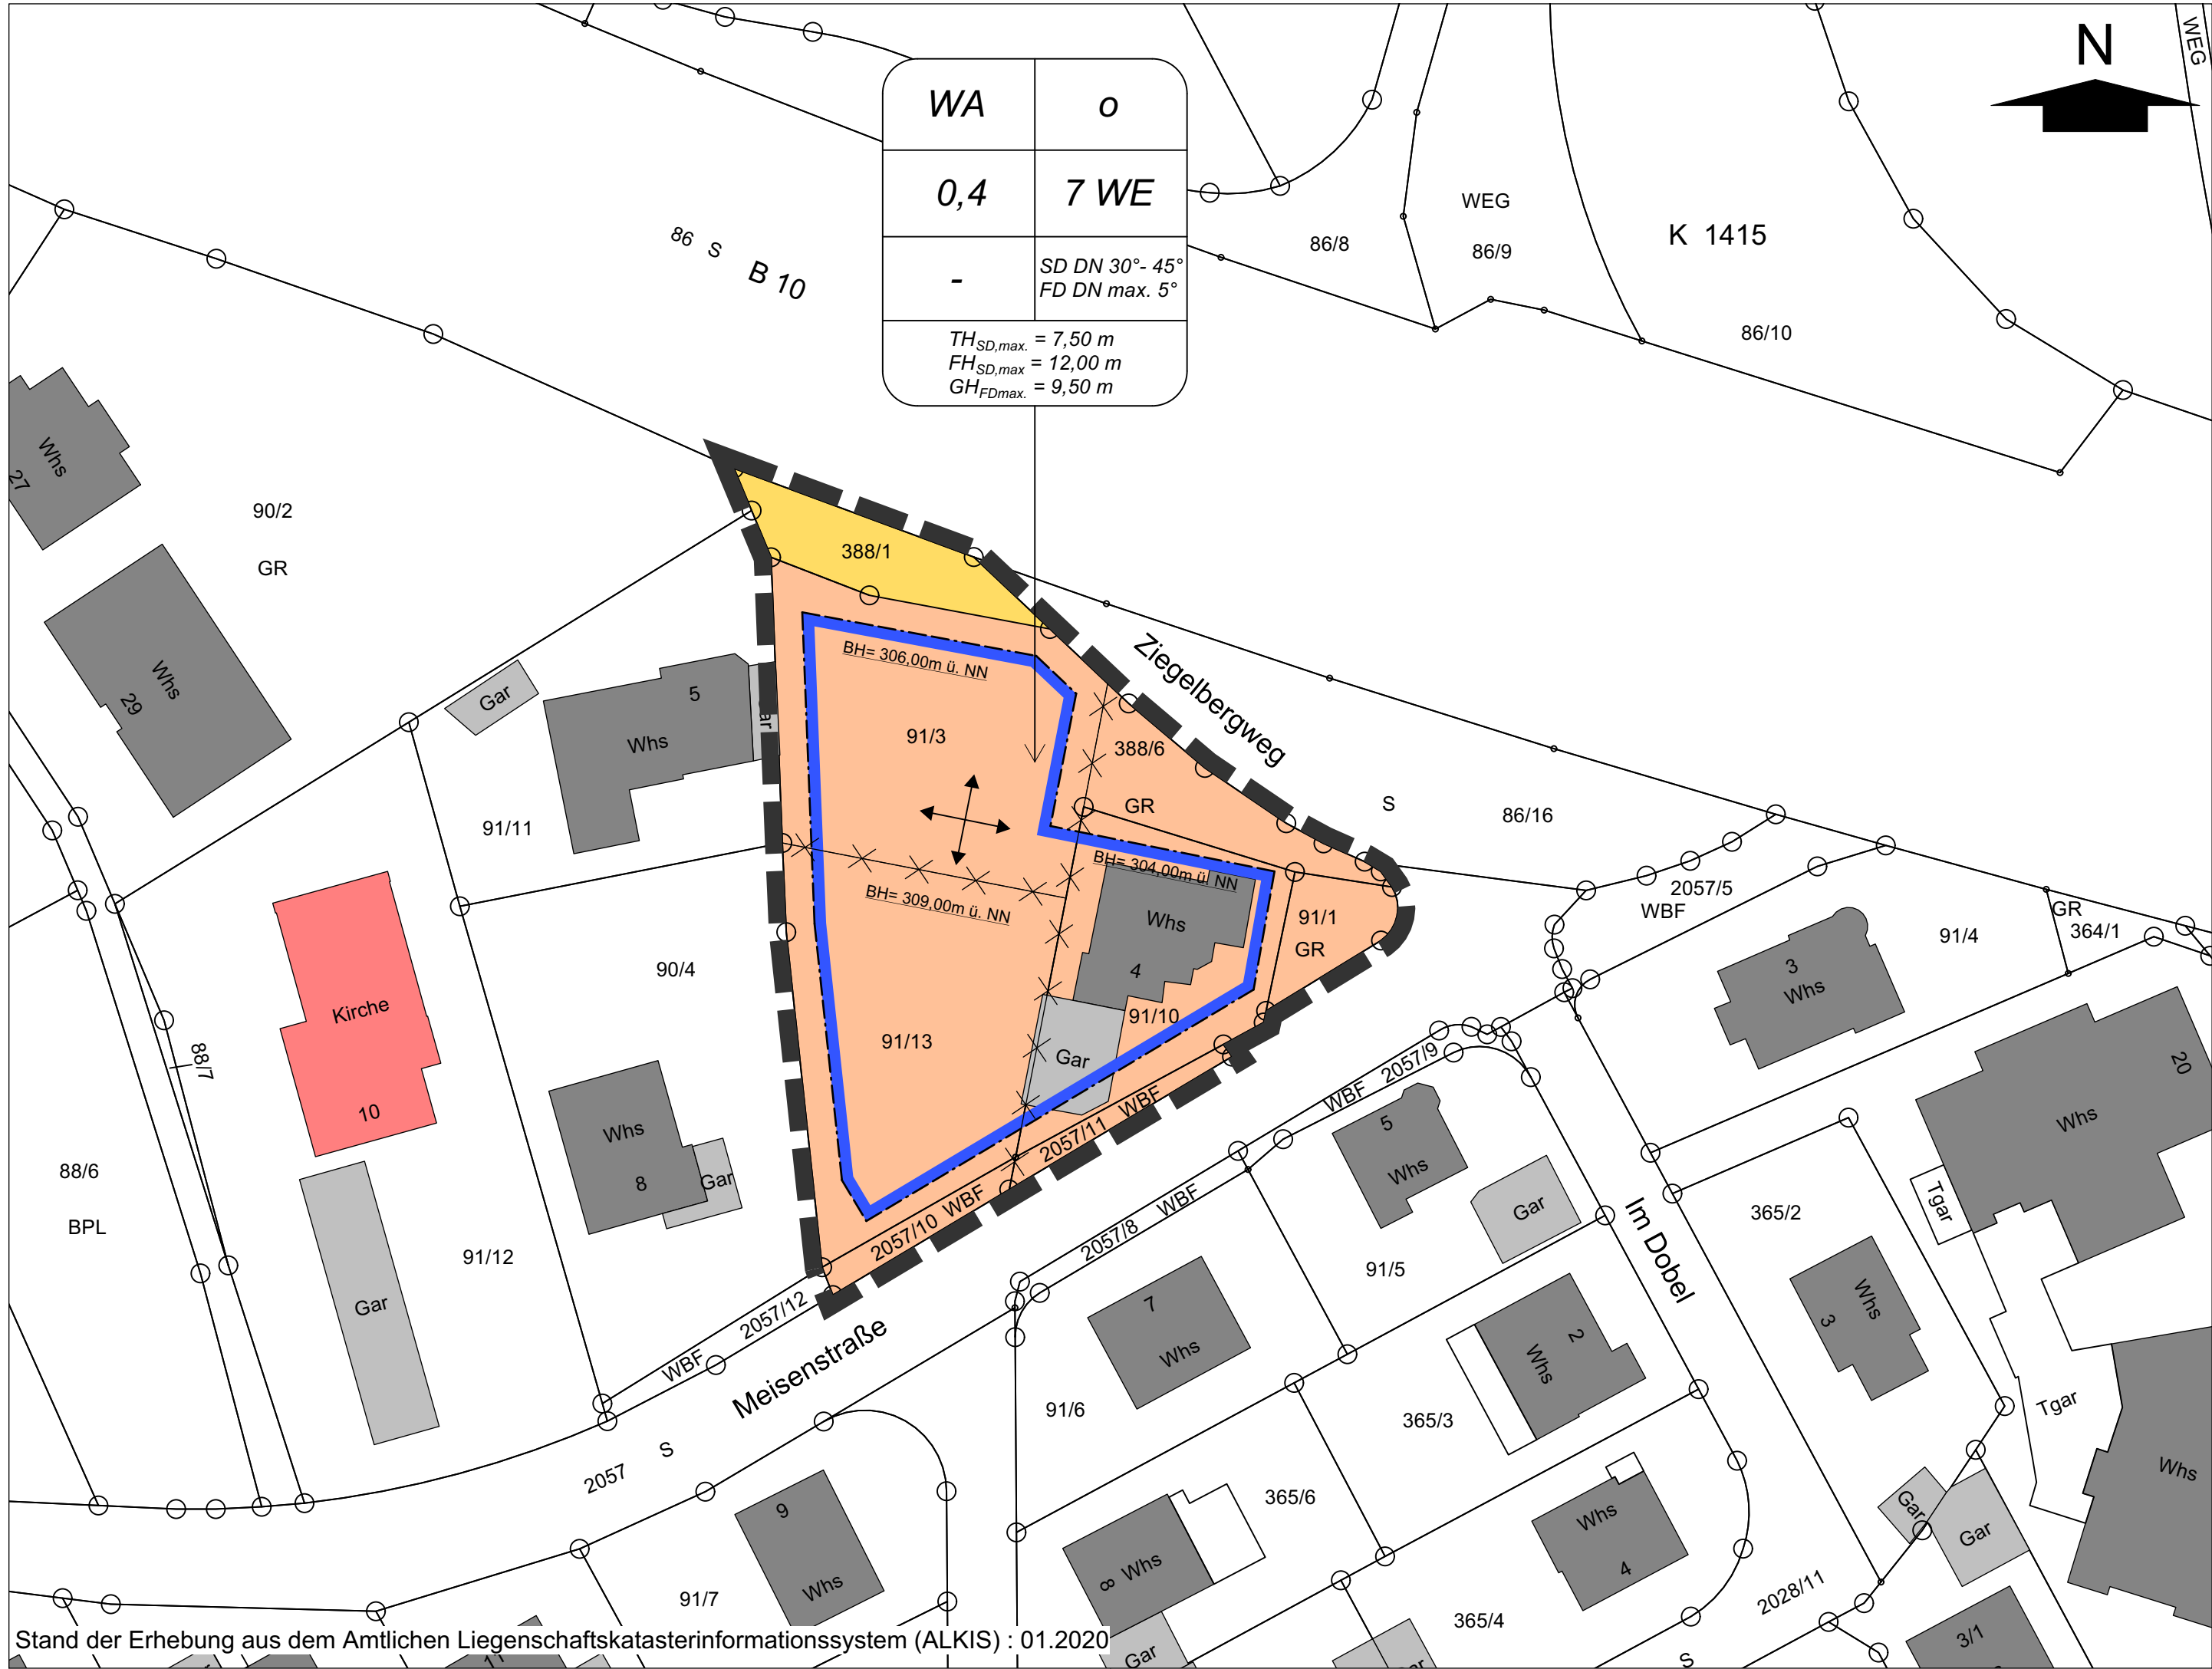 WEG
N
WA
o
0,4
7 WE
-
SD DN 30°- 45°
FD DN max. 5°
THSD,max. = 7,50 m
FHSD,max = 12,00 m
GHFDmax. = 9,50 m
86 S
B 10
86/8
WEG
86/9
K 1415
86/10
Whs
27
90/2
GR
388/1
Ziegelbergweg
BH= 306,00m ü. NN
Whs
29
Gar
5
Whs
91/3
388/6
GR
S
86/16
91/11
BH= 304,00m ü. NN
BH= 309,00m ü. NN
2057/5
WBF
GR
364/1
91/4
91/1
GR
Whs
4
3
Whs
90/4
Kirche
10
88/7
91/13
91/10
Gar
2057/9
WBF
20
Whs
Whs
8
Gar
2057/11 WBF
5
Whs
88/6
BPL
2057/10 WBF
2057/8 WBF
Gar
Im Dobel
365/2
Tgar
91/12
Gar
91/5
2057/12
WBF
Meisenstraße
7
Whs
2
Whs
Whs
3
91/6
365/3
Tgar
2057 S
Whs
9
Whs
365/6
Whs
4
Gar
Gar
8 Whs
91/7
365/4
2028/11
S
3/1
Gar
11
Stand der Erhebung aus dem Amtlichen Liegenschaftskatasterinformationssystem (ALKIS) : 01.2020